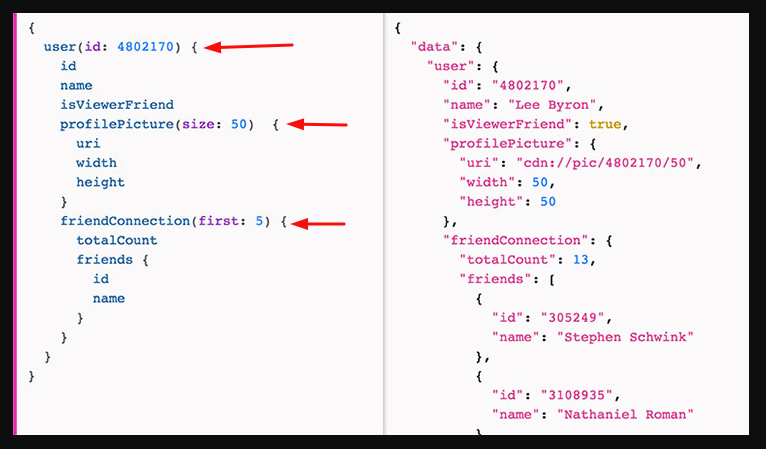 {
  user(id: 4802170) {
    id
    name
    isViewerFriend
    profilePicture(size: 50)  {
      uri
      width
      height
    }
    friendConnection(first: 5) {
      totalCount
      friends {
        id
        name
      }
    }
  }
}
{
  "data": {
    "user": {
      "id": "4802170",
      "name": "Lee Byron",
      "isViewerFriend": true,
      "profilePicture": {
        "uri": "cdn://pic/4802170/50",
        "width": 50,
        "height": 50
      },
      "friendConnection": {
        "totalCount": 13,
        "friends": [
          {
            "id": "305249",
            "name": "Stephen Schwink"
          },
          {
            "id": "3108935",
            "name": "Nathaniel Roman"
          }